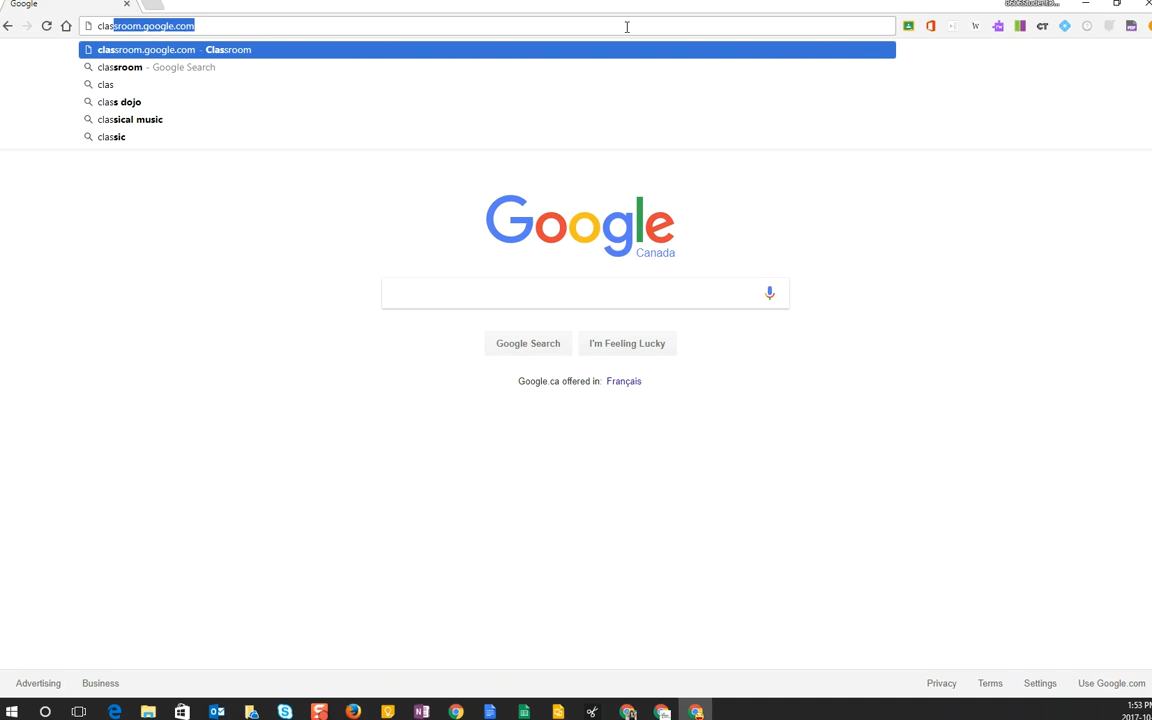 Google
classroom.google.com
classroom.google.com - Classroom
classroom - Google Search
clas
class dojo
classical music
classic
Google
Canada
Google Search I'm Feeling Lucky
Google.ca offered in: Français
Advertising Business Privacy Terms Settings Use Google.com
1:53 PM
2017-10